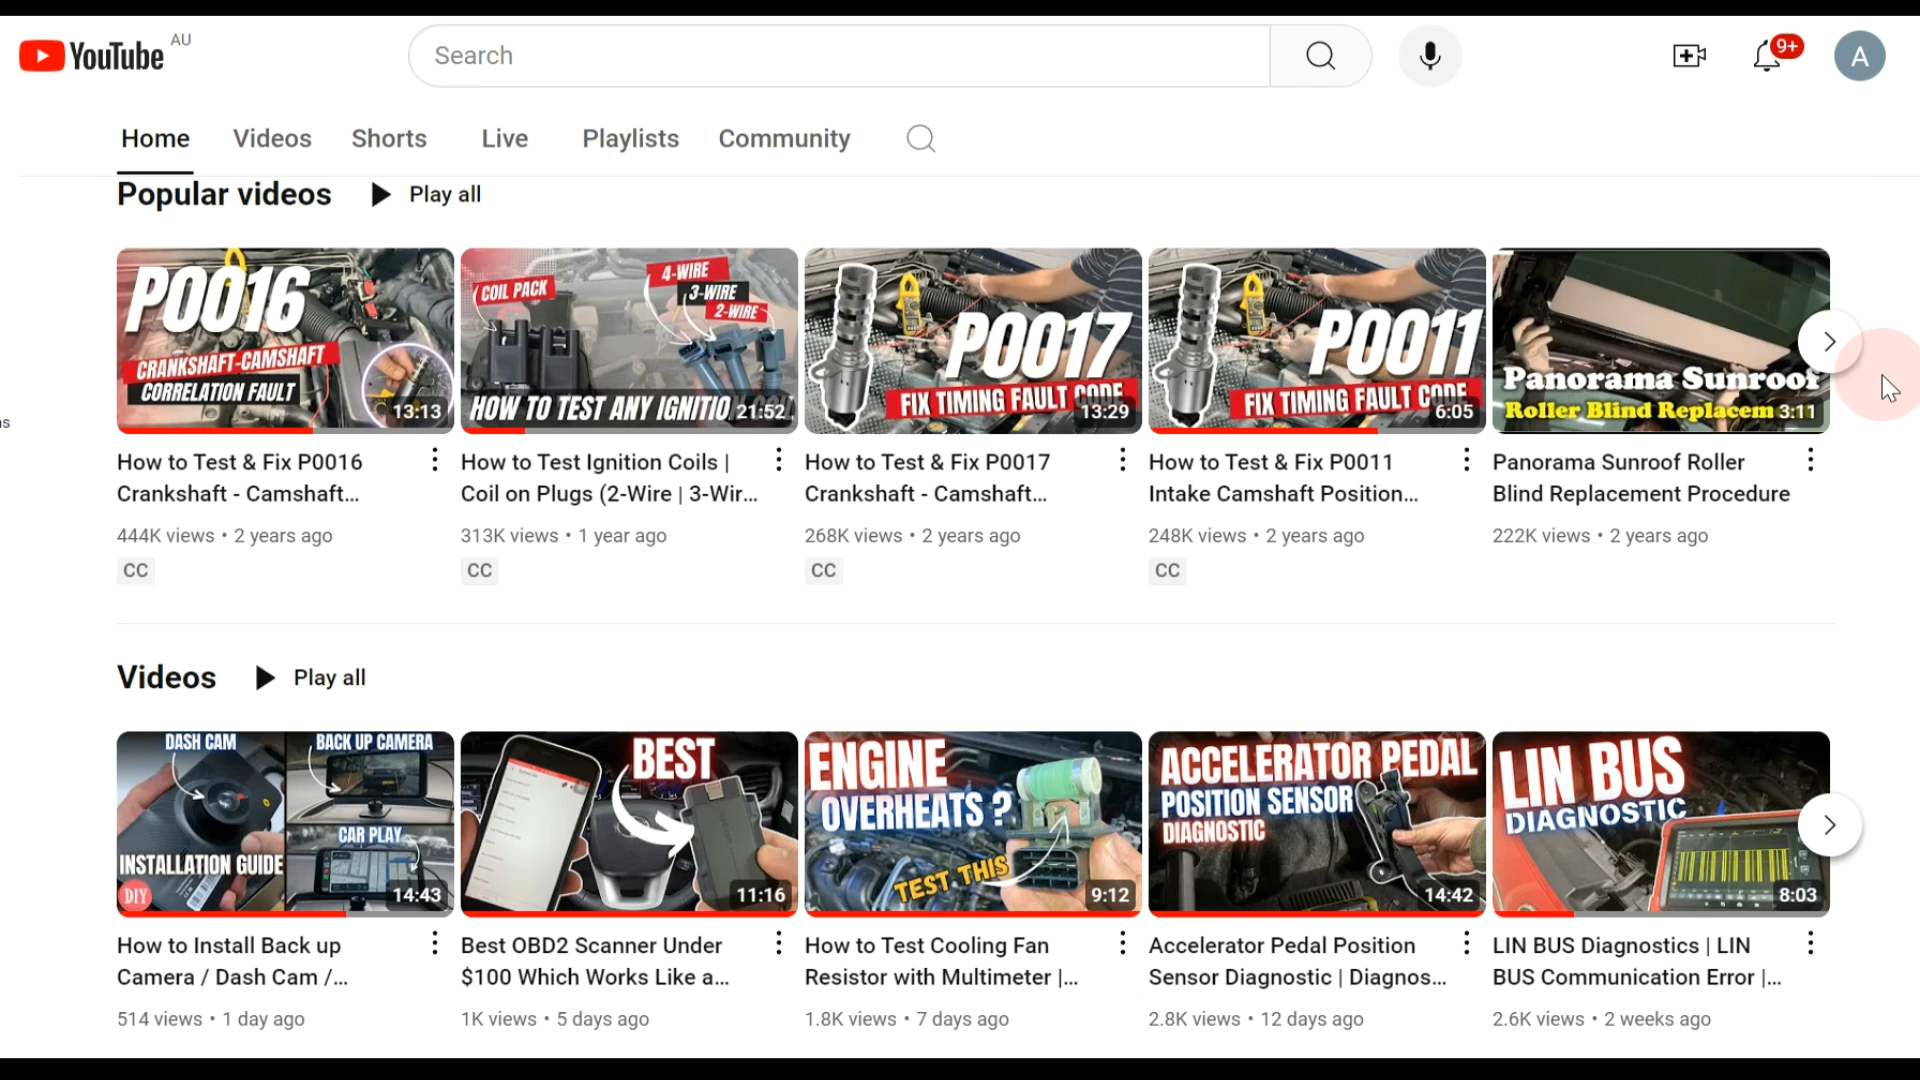 YouTube AU
Search
9+
A
Home Videos Shorts Live Playlists Community
Popular videos Play all
P0016
CRANKSHAFT-CAMSHAFT
CORRELATION FAULT
13:13
COIL PACK
4-WIRE
3-WIRE
2-WIRE
HOW TO TEST ANY IGNITIO
21:52
P0017
FIX TIMING FAULT CODE
13:29
P0011
FIX TIMING FAULT CODE
6:05
Panorama Sunroof
Roller Blind Replacem
3:11
How to Test & Fix P0016
Crankshaft - Camshaft...
444K views • 2 years ago
CC
How to Test Ignition Coils |
Coil on Plugs (2-Wire | 3-Wir...
313K views • 1 year ago
CC
How to Test & Fix P0017
Crankshaft - Camshaft...
268K views • 2 years ago
CC
How to Test & Fix P0011
Intake Camshaft Position...
248K views • 2 years ago
CC
Panorama Sunroof Roller
Blind Replacement Procedure
222K views • 2 years ago
Videos Play all
DASH CAM
BACK UP CAMERA
CAR PLAY
INSTALLATION GUIDE
DIY
14:43
BEST
11:16
ENGINE
OVERHEATS ?
TEST THIS
9:12
ACCELERATOR PEDAL
POSITION SENSOR
DIAGNOSTIC
14:42
LIN BUS
DIAGNOSTIC
8:03
How to Install Back up
Camera / Dash Cam /...
514 views • 1 day ago
Best OBD2 Scanner Under
$100 Which Works Like a...
1K views • 5 days ago
How to Test Cooling Fan
Resistor with Multimeter |...
1.8K views • 7 days ago
Accelerator Pedal Position
Sensor Diagnostic | Diagnos...
2.8K views • 12 days ago
LIN BUS Diagnostics | LIN
BUS Communication Error |...
2.6K views • 2 weeks ago